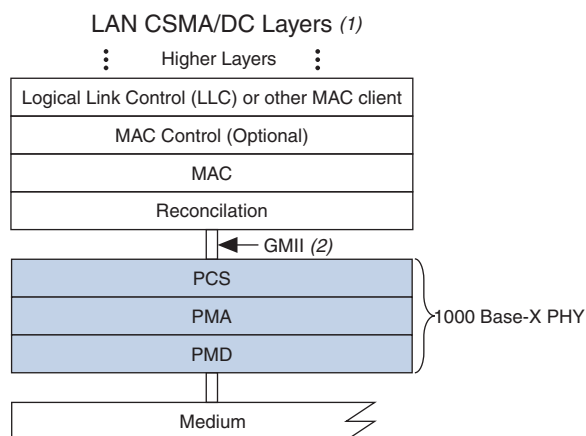 LAN CSMA/DC Layers (1)
Higher Layers
Logical Link Control (LLC) or other MAC client
MAC Control (Optional)
MAC
Reconcilation
GMII (2)
PCS
PMA
PMD
1000 Base-X PHY
Medium